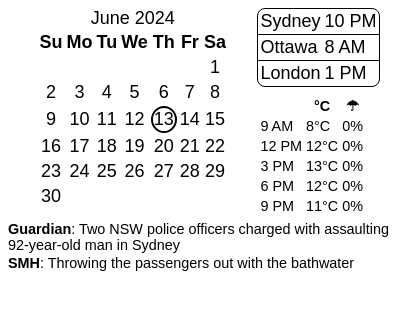 June 2024
Su Mo Tu We Th Fr Sa
1
2 3 4 5 6 7 8
9 10 11 12 13 14 15
16 17 18 19 20 21 22
23 24 25 26 27 28 29
30
Sydney 10 PM
Ottawa 8 AM
London 1 PM
°C ☂
9 AM 8°C 0%
12 PM 12°C 0%
3 PM 13°C 0%
6 PM 12°C 0%
9 PM 11°C 0%
Guardian: Two NSW police officers charged with assaulting
92-year-old man in Sydney
SMH: Throwing the passengers out with the bathwater